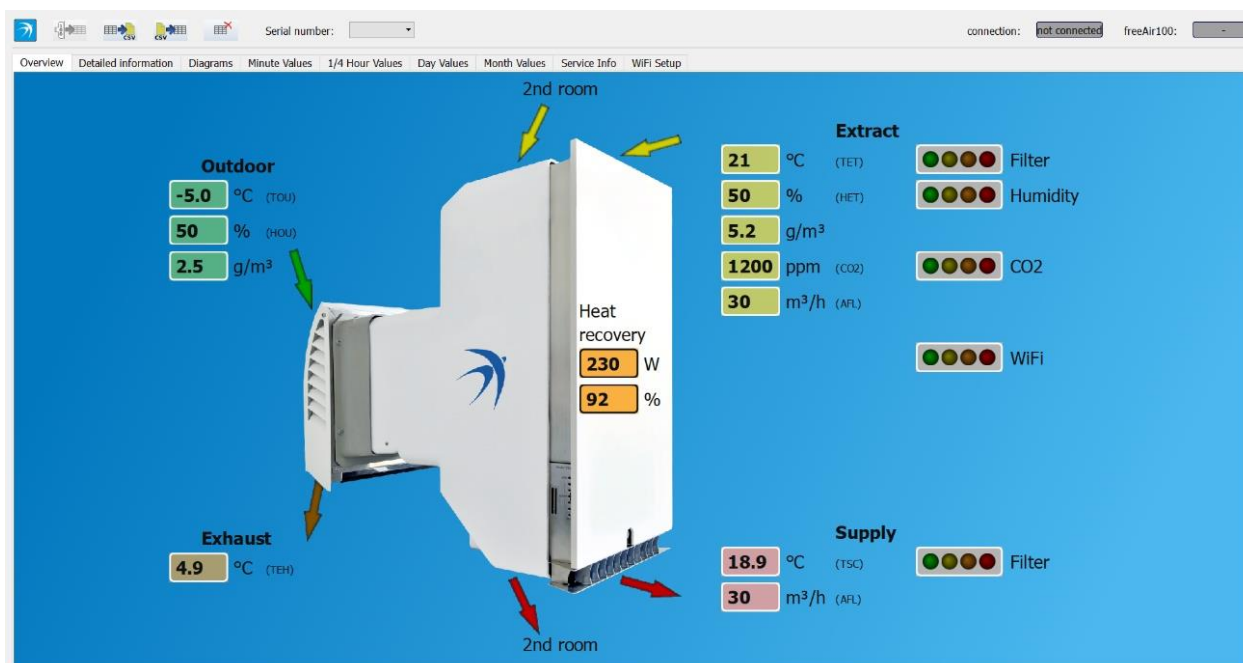 CSV CSV Serial number: connection: not connected freeAir100: -
Overview Detailed information Diagrams Minute Values 1/4 Hour Values Day Values Month Values Service Info WiFi Setup
2nd room
Outdoor
-5.0 °C (TOU)
50 % (HOU)
2.5 g/m³
Extract
21 °C (TET) Filter
50 % (HET) Humidity
5.2 g/m³
1200 ppm (CO2) CO2
30 m³/h (AFL)
WiFi
Heat
recovery
230 W
92 %
Exhaust
4.9 °C (TEH)
Supply
18.9 °C (TSC) Filter
30 m³/h (AFL)
2nd room